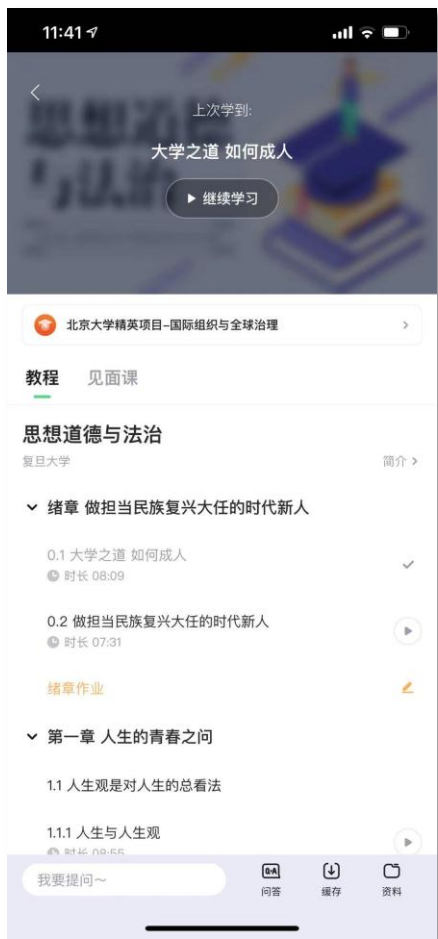 11:41
上次学到:
大学之道 如何成人
继续学习
北京大学精英项目-国际组织与全球治理
教程 见面课
思想道德与法治
复旦大学 简介
绪章 做担当民族复兴大任的时代新人
0.1 大学之道 如何成人
时长 08:09
0.2 做担当民族复兴大任的时代新人
时长 07:31
绪章作业
第一章 人生的青春之问
1.1 人生观是对人生的总看法
1.1.1 人生与人生观
时长 08:55
我要提问~
Q&A
问答 缓存 资料